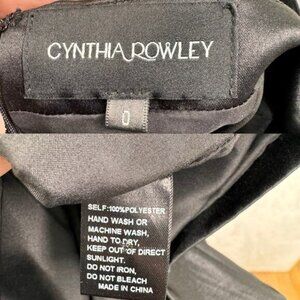 CYNTHIA ROWLEY
0
SELF: 100%POLYESTER
HAND WASH OR
MACHINE WASH,
HAND TO DRY,
KEEP OUT OF DIRECT
SUNLIGHT.
DO NOT IRON,
DO NOT BLEACH
MADE IN CHINA